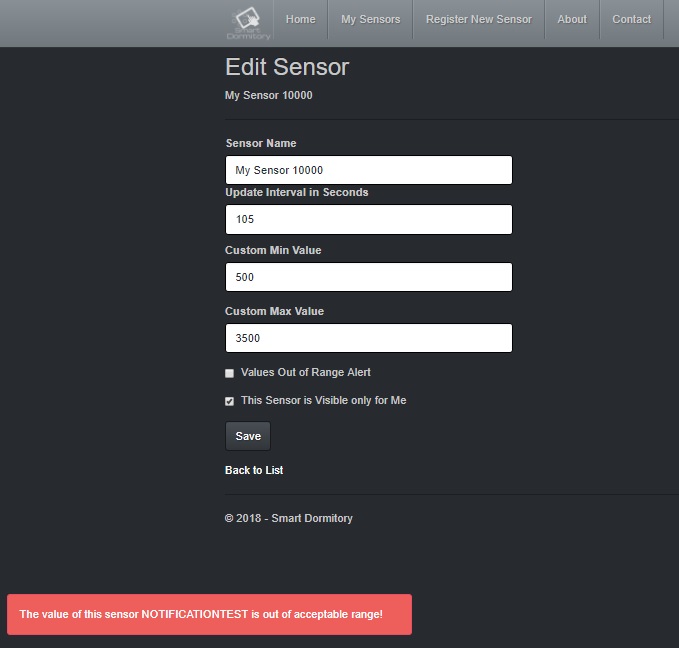 Smart
Dormitory
Home
My Sensors
Register New Sensor
About
Contact
Edit Sensor
My Sensor 10000
Sensor Name
My Sensor 10000
Update Interval in Seconds
105
Custom Min Value
500
Custom Max Value
3500
Values Out of Range Alert
This Sensor is Visible only for Me
Save
Back to List
© 2018 - Smart Dormitory
The value of this sensor NOTIFICATIONTEST is out of acceptable range!